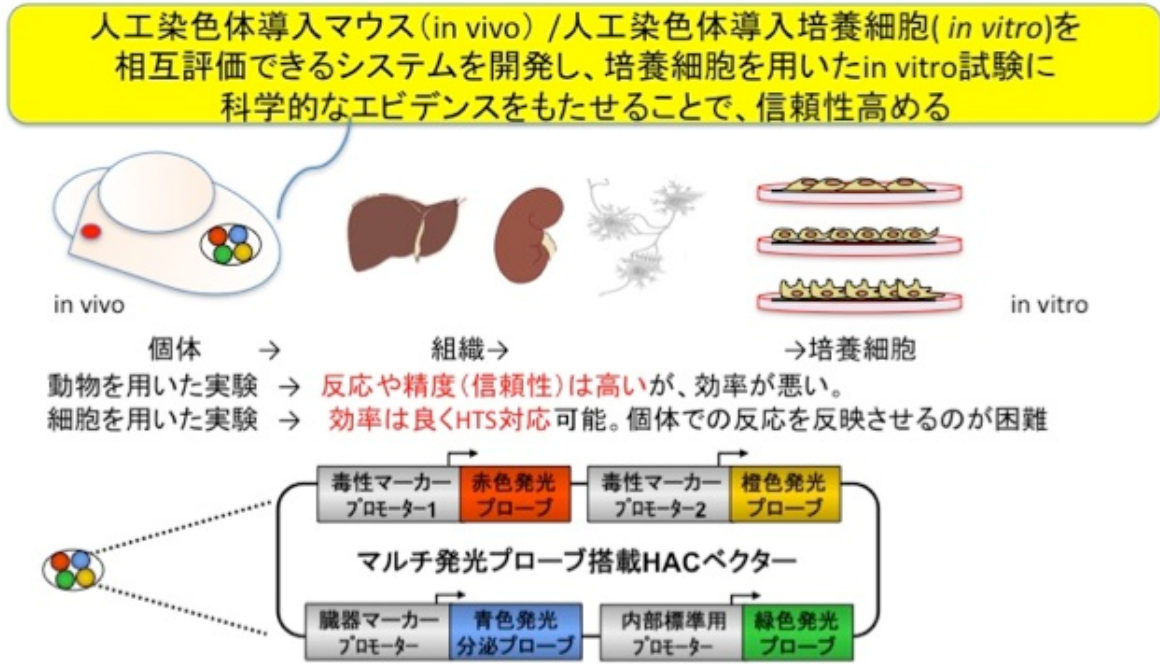 人工染色体導入マウス(in vivo) /人工染色体導入培養細胞( in vitro)を
相互評価できるシステムを開発し、培養細胞を用いたin vitro試験に
科学的なエビデンスをもたせることで、信頼性高める
in vivo
in vitro
個体 → 組織→ →培養細胞
動物を用いた実験 → 反応や精度(信頼性)は高いが、効率が悪い。
細胞を用いた実験 → 効率は良くHTS対応可能。個体での反応を反映させるのが困難
毒性マーカー 赤色発光 毒性マーカー 橙色発光
プロモーター1 プローブ プロモーター2 プローブ
マルチ発光プローブ搭載HACベクター
臓器マーカー 青色発光 内部標準用 緑色発光
プロモーター 分泌プローブ プロモーター プローブ